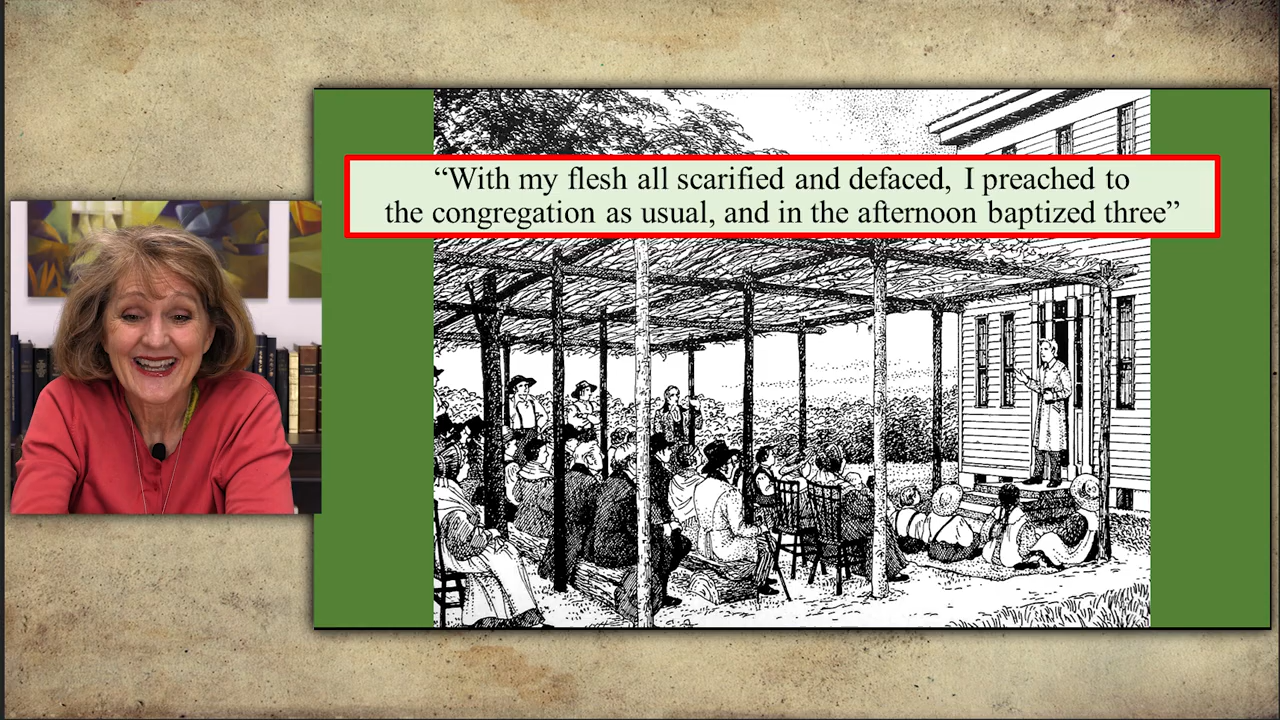 “With my flesh all scarified and defaced, I preached to
the congregation as usual, and in the afternoon baptized three”